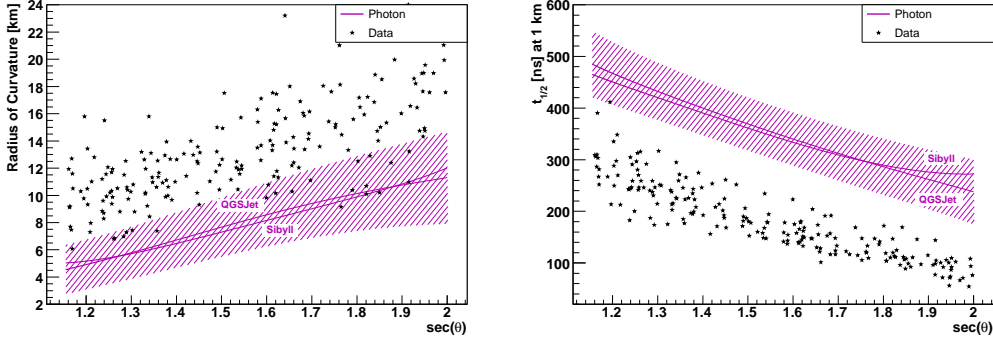 Radius of Curvature [km]
24
22
20
18
16
14
12
10
8
6
4
2
Photon
Data
QGSJet
SibyII
1.2 1.3 1.4 1.5 1.6 1.7 1.8 1.9 2
sec(θ)
t1/2 [ns] at 1 km
600
500
400
300
200
100
Photon
Data
SibyII
QGSJet
1.2 1.3 1.4 1.5 1.6 1.7 1.8 1.9 2
sec(θ)